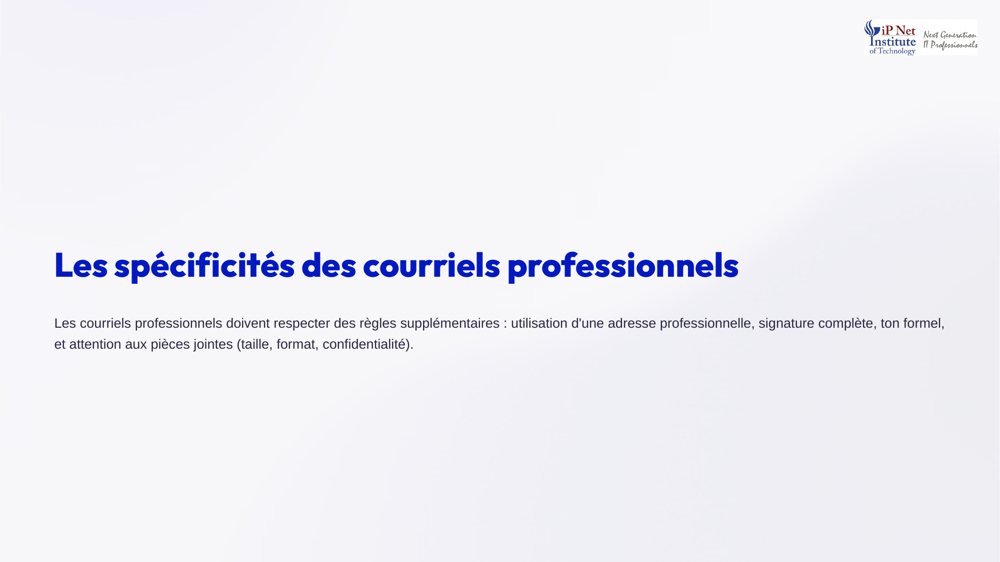 iP Net
Institute
of Technology
Next Generation
IT Professionnels
Les spécificités des courriels professionnels
Les courriels professionnels doivent respecter des règles supplémentaires : utilisation d'une adresse professionnelle, signature complète, ton formel,
et attention aux pièces jointes (taille, format, confidentialité).